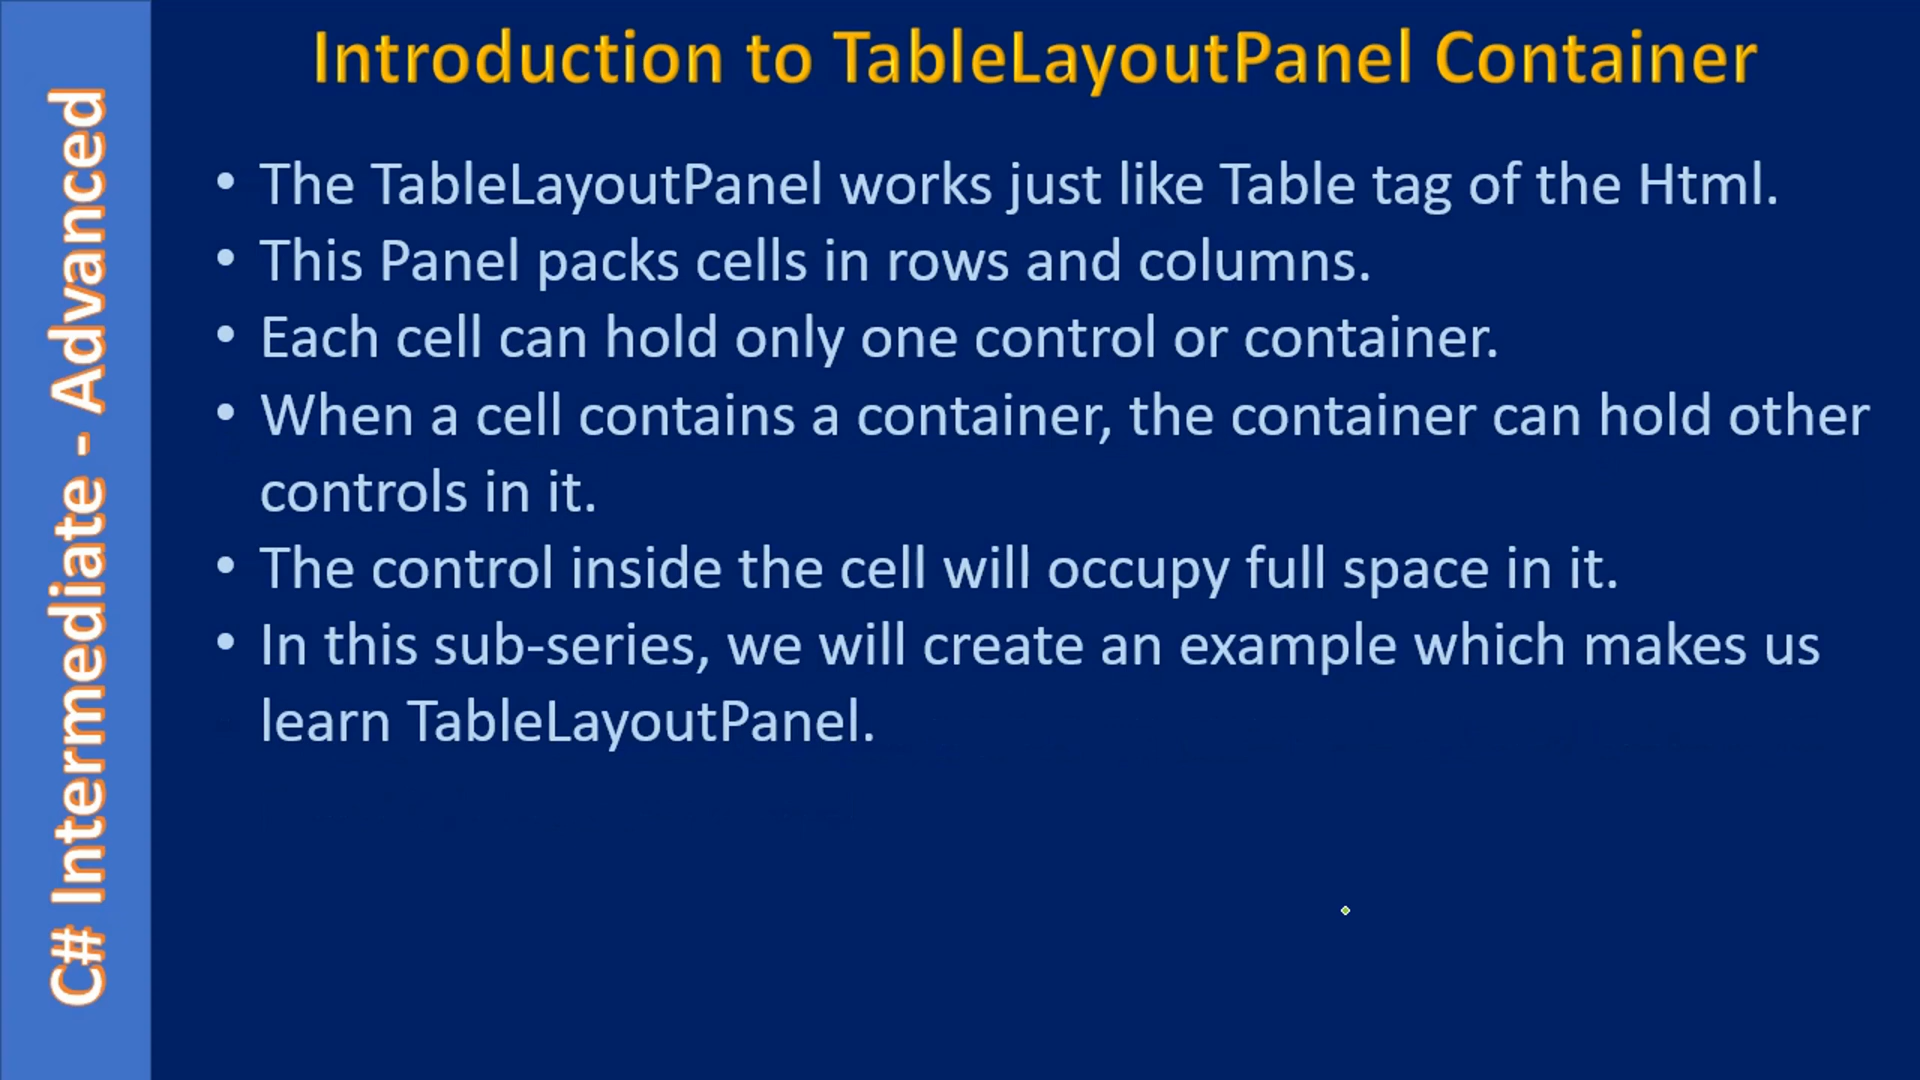 Introduction to TableLayoutPanel Container
• The TableLayoutPanel works just like Table tag of the Html.
• This Panel packs cells in rows and columns.
• Each cell can hold only one control or container.
• When a cell contains a container, the container can hold other
controls in it.
• The control inside the cell will occupy full space in it.
• In this sub-series, we will create an example which makes us
learn TableLayoutPanel.
C# Intermediate - Advanced